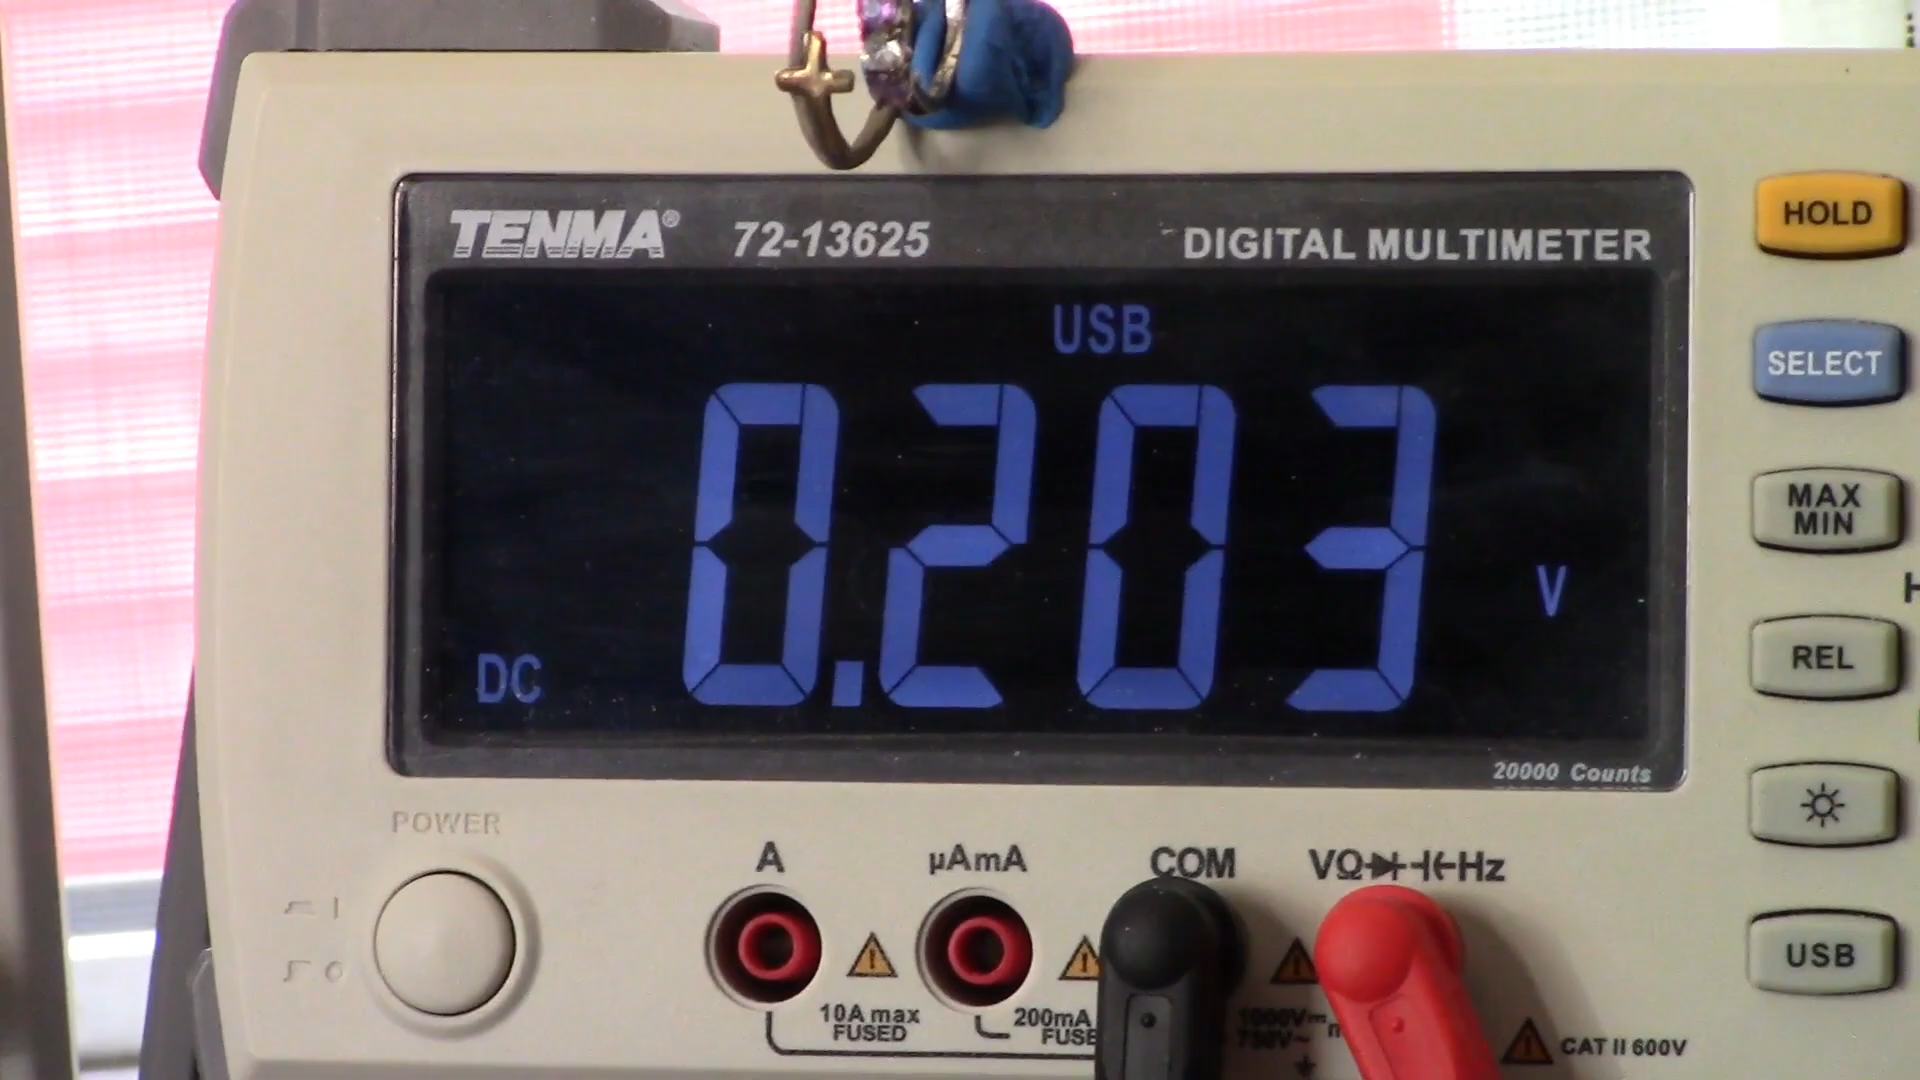 TENMA® 72-13625 DIGITAL MULTIMETER
USB
0.203
V
DC
20000 Counts
HOLD
SELECT
MAX
MIN
REL
USB
POWER
A
µAmA
COM
VΩ Hz
10A max
FUSED
200mA
FUSE
1000V
750V~
CAT II 600V